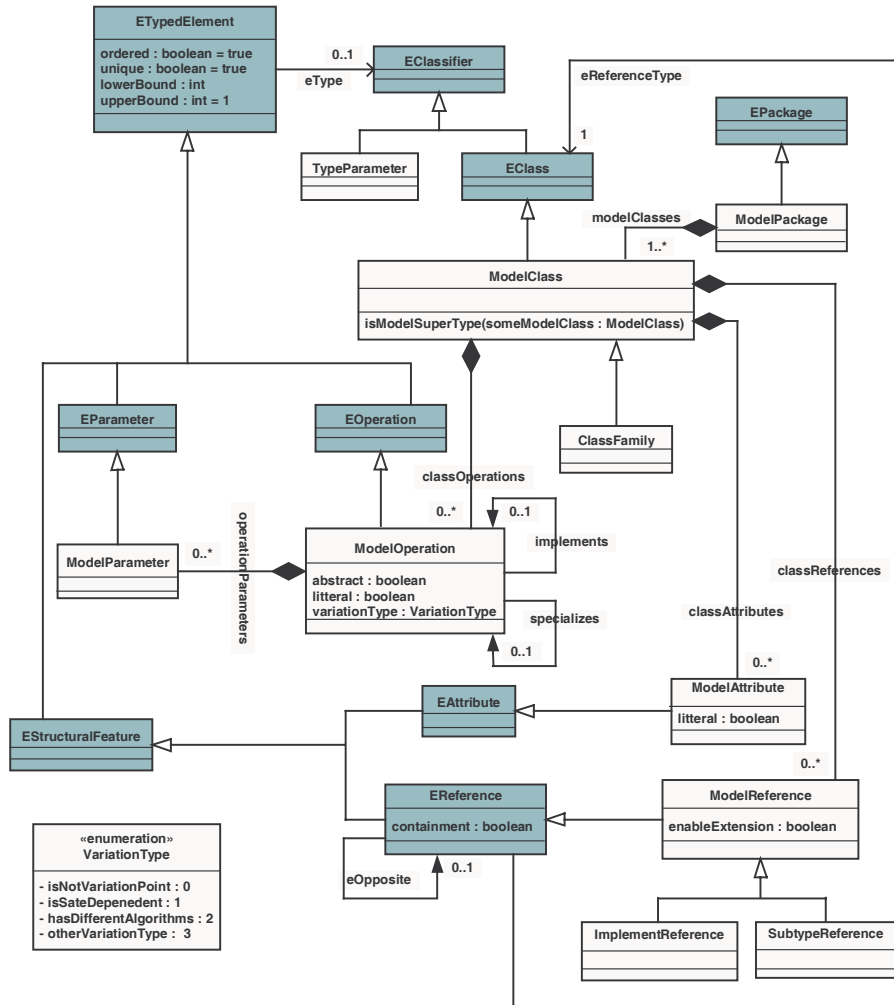 ETypedElement
ordered : boolean = true
unique : boolean = true
lowerBound : int
upperBound : int = 1
0..1
eType
EClassifier
eReferenceType
1
TypeParameter
EClass
EPackage
modelClasses
1..*
ModelPackage
ModelClass
isModelSuperType(someModelClass : ModelClass)
EParameter
EOperation
ClassFamily
classOperations
0..*
0..1
implements
ModelParameter
0..*
operationParameters
ModelOperation
abstract : boolean
litteral : boolean
variationType : VariationType
specializes
0..1
classReferences
classAttributes
0..*
ModelAttribute
litteral : boolean
EAttribute
EStructuralFeature
0..*
EReference
containment : boolean
eOpposite
0..1
ModelReference
enableExtension : boolean
«enumeration»
VariationType
- isNotVariationPoint : 0
- isSateDepenedent : 1
- hasDifferentAlgorithms : 2
- otherVariationType : 3
ImplementReference
SubtypeReference